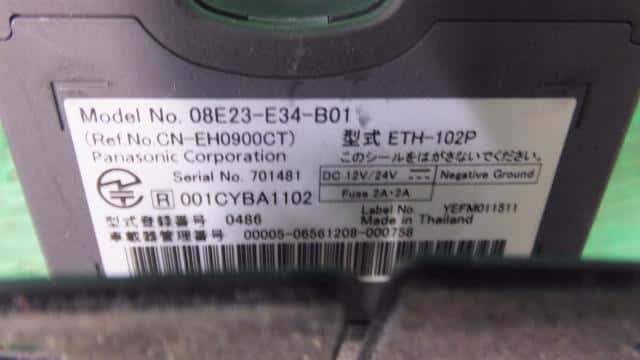 Model No. 08E23-E34-B01
(Ref.No.CN-EH0900CT) 型式 ETH-102P
Panasonic Corporation このシールをはがさないでください。
Serial No. 701481 DC 12V/24V Negative Ground
R 001CYBA1102 Fuse 2A・2A
Label No. YEFM011511
型式登録番号 0486 Made in Thailand
車載器管理番号 00005-06561208-000758